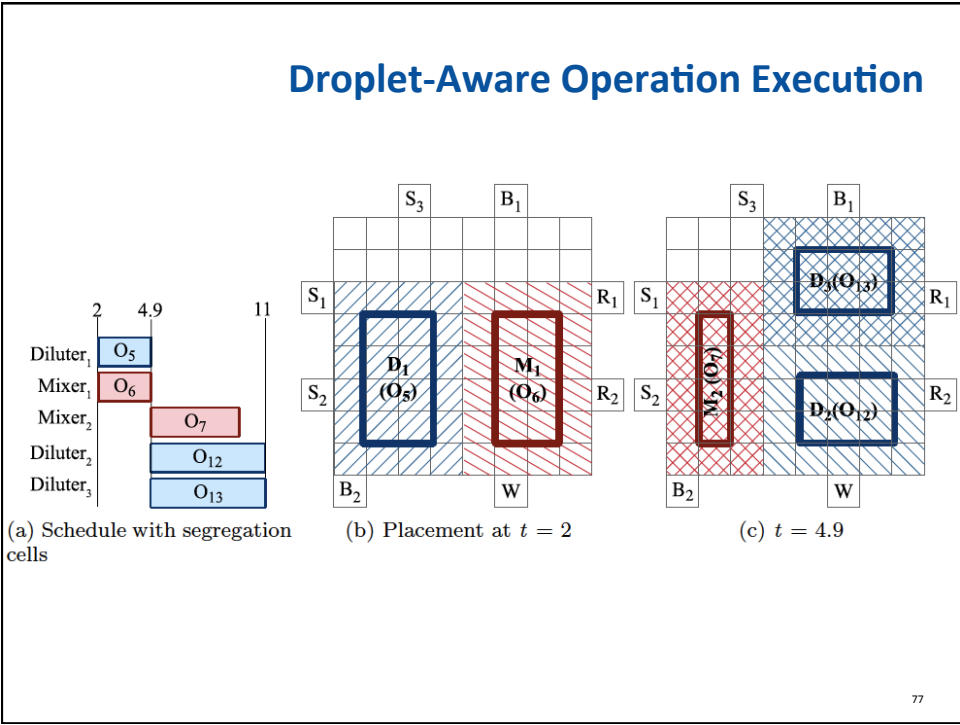 Droplet-Aware Operation Execution
2 4.9 11
Diluter1 O5
Mixer1 O6
Mixer2 O7
Diluter2 O12
Diluter3 O13
(a) Schedule with segregation
cells
S3 B1
S1 R1
D1 M1
(O5) (O6)
S2 R2
B2 W
(b) Placement at t = 2
S3 B1
D3(O13)
S1 R1
M2 (O7)
S2 R2
D2(O12)
B2 W
(c) t = 4.9
77